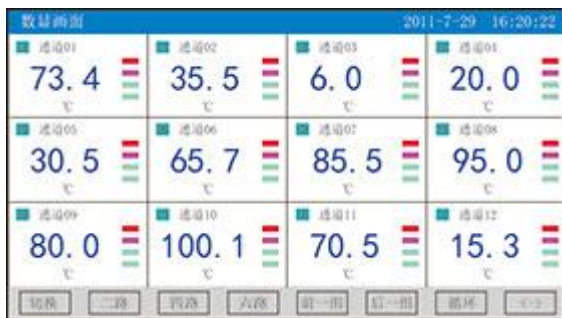 数显画面 2011-7-29 16:20:22
通道01 通道02 通道03 通道04
73.4 35.5 6.0 20.0
℃ ℃ ℃ ℃
通道05 通道06 通道07 通道08
30.5 65.7 85.5 95.0
℃ ℃ ℃ ℃
通道09 通道10 通道11 通道12
80.0 100.1 70.5 15.3
℃ ℃ ℃ ℃
切换 二路 四路 六路 前一组 后一组 循环